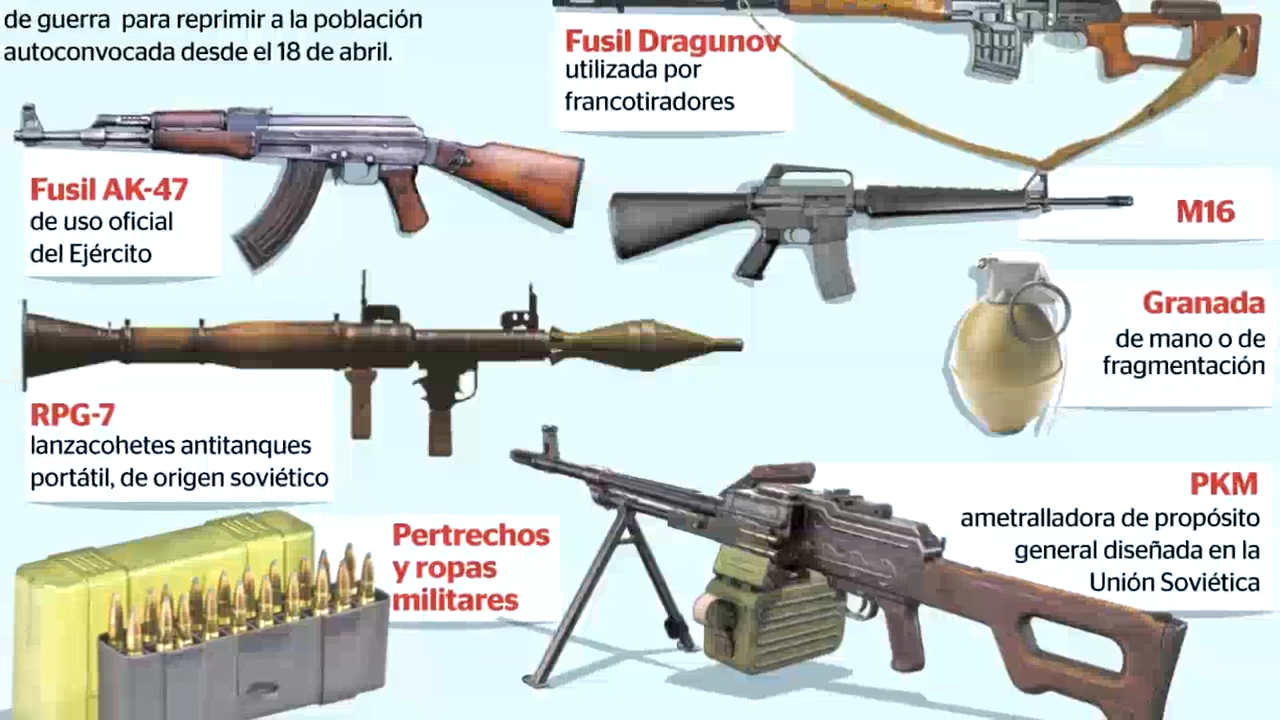 de guerra para reprimir a la población
autoconvocada desde el 18 de abril.
Fusil Dragunov
utilizada por
francotiradores
Fusil AK-47
de uso oficial
del Ejército
M16
Granada
de mano o de
fragmentación
RPG-7
lanzacohetes antitanques
portátil, de origen soviético
PKM
ametralladora de propósito
general diseñada en la
Unión Soviética
Pertrechos
y ropas
militares